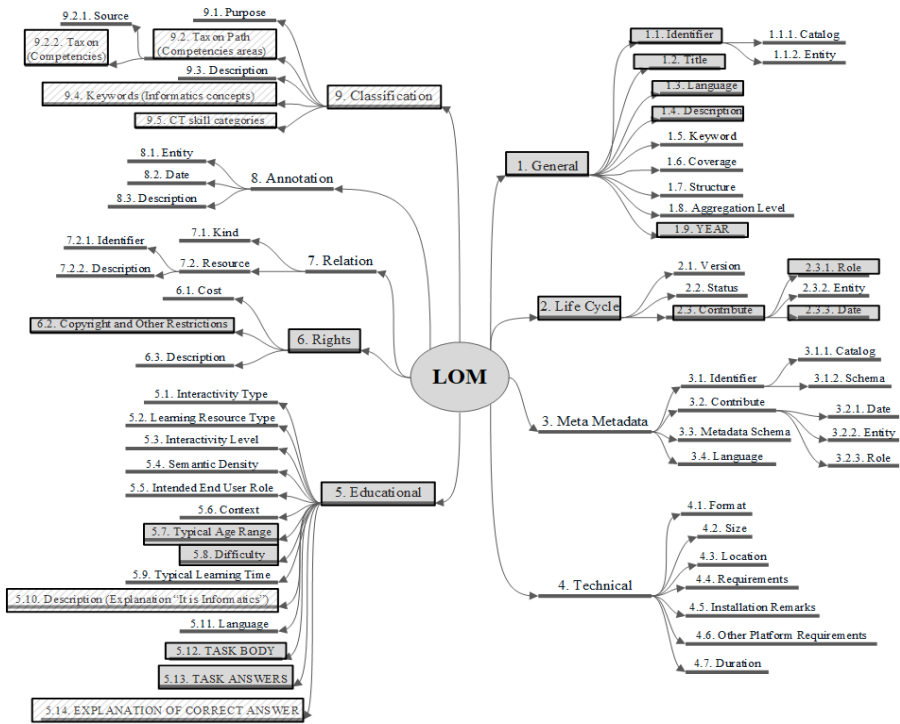 LOM
1. General
1.1. Identifier
1.1.1. Catalog
1.1.2. Entity
1.2. Title
1.3. Language
1.4. Description
1.5. Keyword
1.6. Coverage
1.7. Structure
1.8. Aggregation Level
1.9. YEAR
2. Life Cycle
2.1. Version
2.2. Status
2.3. Contribute
2.3.1. Role
2.3.2. Entity
2.3.3. Date
3. Meta Metadata
3.1. Identifier
3.1.1. Catalog
3.1.2. Schema
3.2. Contribute
3.2.1. Date
3.2.2. Entity
3.2.3. Role
3.3. Metadata Schema
3.4. Language
4. Technical
4.1. Format
4.2. Size
4.3. Location
4.4. Requirements
4.5. Installation Remarks
4.6. Other Platform Requirements
4.7. Duration
5. Educational
5.1. Interactivity Type
5.2. Learning Resource Type
5.3. Interactivity Level
5.4. Semantic Density
5.5. Intended End User Role
5.6. Context
5.7. Typical Age Range
5.8. Difficulty
5.9. Typical Learning Time
5.10. Description (Explanation “It is Informatics”)
5.11. Language
5.12. TASK BODY
5.13. TASK ANSWERS
5.14. EXPLANATION OF CORRECT ANSWER
6. Rights
6.1. Cost
6.2. Copyright and Other Restrictions
6.3. Description
7. Relation
7.1. Kind
7.2. Resource
7.2.1. Identifier
7.2.2. Description
8. Annotation
8.1. Entity
8.2. Date
8.3. Description
9. Classification
9.1. Purpose
9.2. Taxon Path
(Competencies areas)
9.2.1. Source
9.2.2. Taxon
(Competencies)
9.3. Description
9.4. Keywords (Informatics concepts)
9.5. CT skill categories